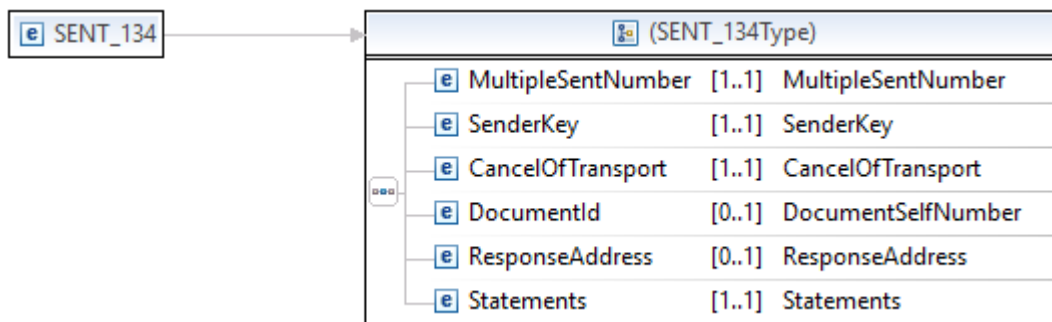 e SENT_134
(SENT_134Type)
e MultipleSentNumber [1..1] MultipleSentNumber
e SenderKey [1..1] SenderKey
e CancelOfTransport [1..1] CancelOfTransport
e DocumentId [0..1] DocumentSelfNumber
e ResponseAddress [0..1] ResponseAddress
e Statements [1..1] Statements